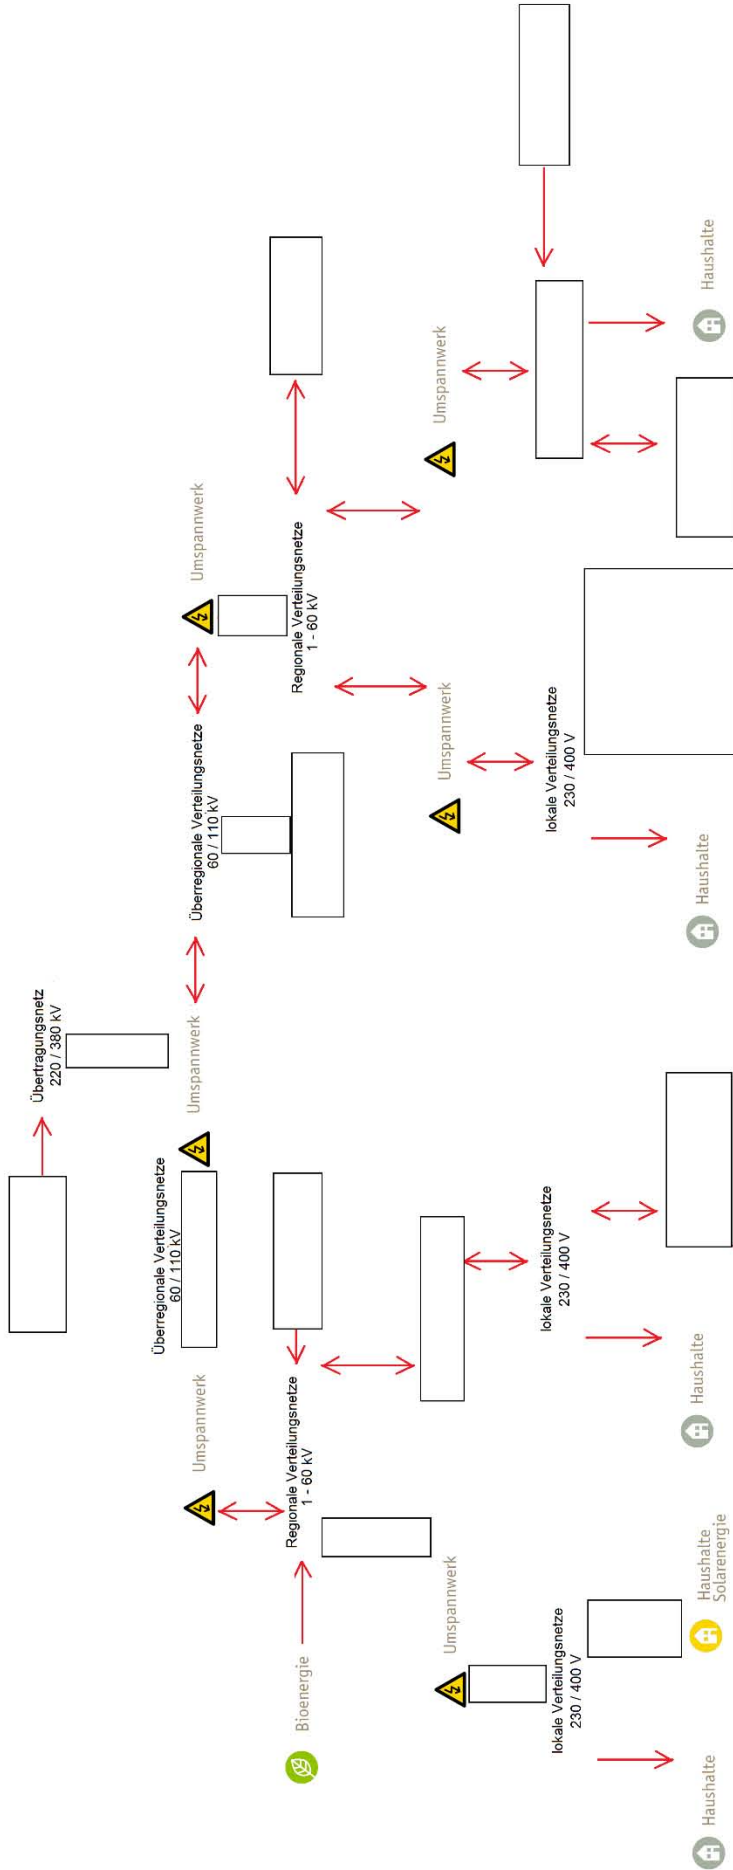 Übertragungsnetz
220 / 380 kV
Umspannwerk
Überregionale Verteilungsnetze
60 / 110 kV
Umspannwerk
Überregionale Verteilungsnetze
60 / 110 kV
Umspannwerk
Bioenergie
Regionale Verteilungsnetze
1 - 60 kV
Regionale Verteilungsnetze
1 - 60 kV
Umspannwerk
Umspannwerk
Umspannwerk
lokale Verteilungsnetze
230 / 400 V
lokale Verteilungsnetze
230 / 400 V
lokale Verteilungsnetze
230 / 400 V
Haushalte
Haushalte
Solarenergie
Haushalte
Haushalte
Haushalte